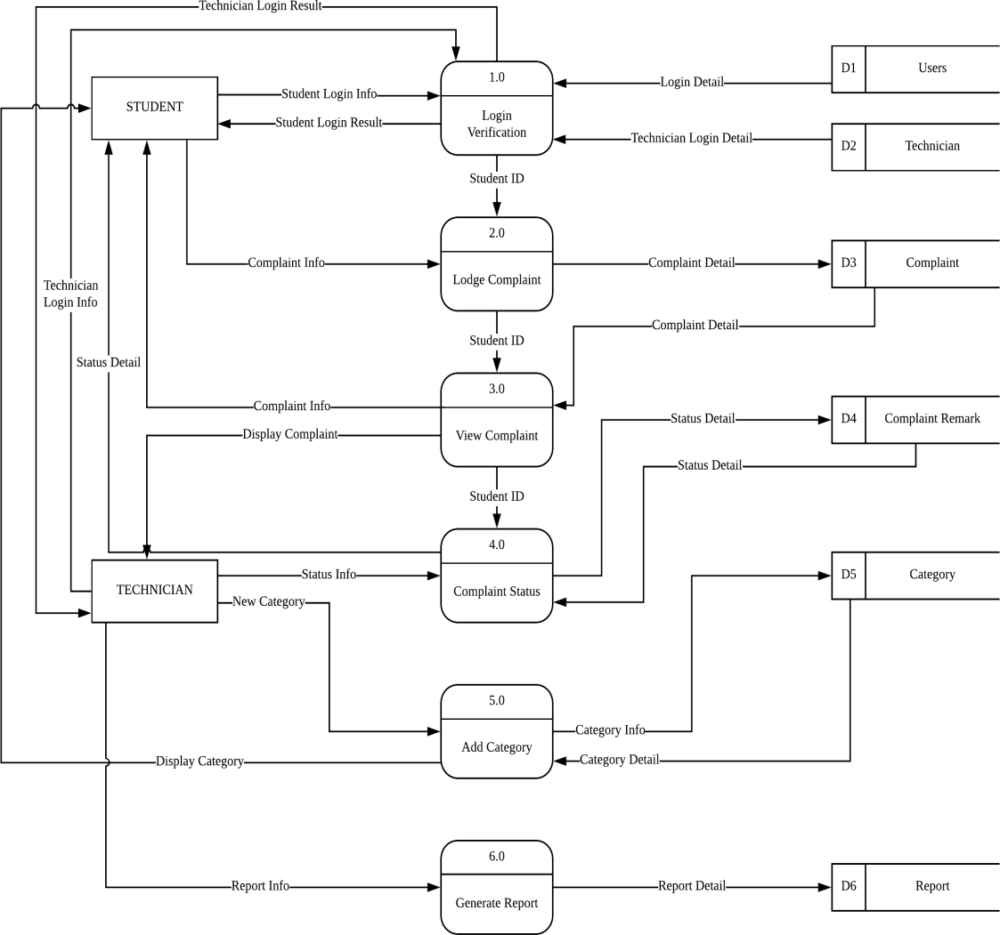 Technician Login Result
1.0
D1
Users
Login Detail
STUDENT
Student Login Info
Login
Verification
Student Login Result
Technician Login Detail
D2
Technician
Student ID
2.0
Complaint Info
Complaint Detail
D3
Complaint
Lodge Complaint
Technician
Login Info
Complaint Detail
Student ID
Status Detail
3.0
Complaint Info
Status Detail
D4
Complaint Remark
Display Complaint
View Complaint
Status Detail
Student ID
4.0
Status Info
D5
Category
TECHNICIAN
Complaint Status
New Category
5.0
Category Info
Add Category
Display Category
Category Detail
6.0
Report Info
Report Detail
D6
Report
Generate Report